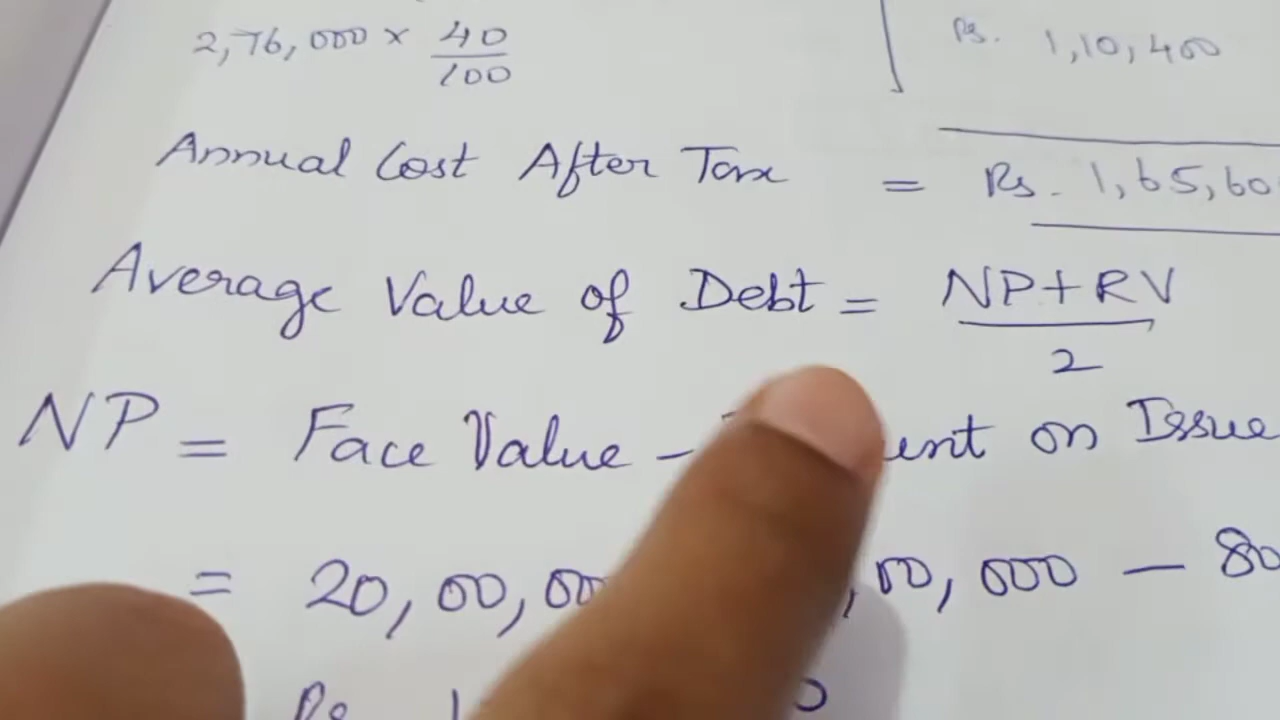 2,76,000 × 40/100
Rs. 1,10,400
Annual Cost After Tax = Rs. 1,65,60
Average Value of Debt = NP+RV/2
NP = Face Value - on Issue
= 20,00,00 ,00,000 - 80
Rs